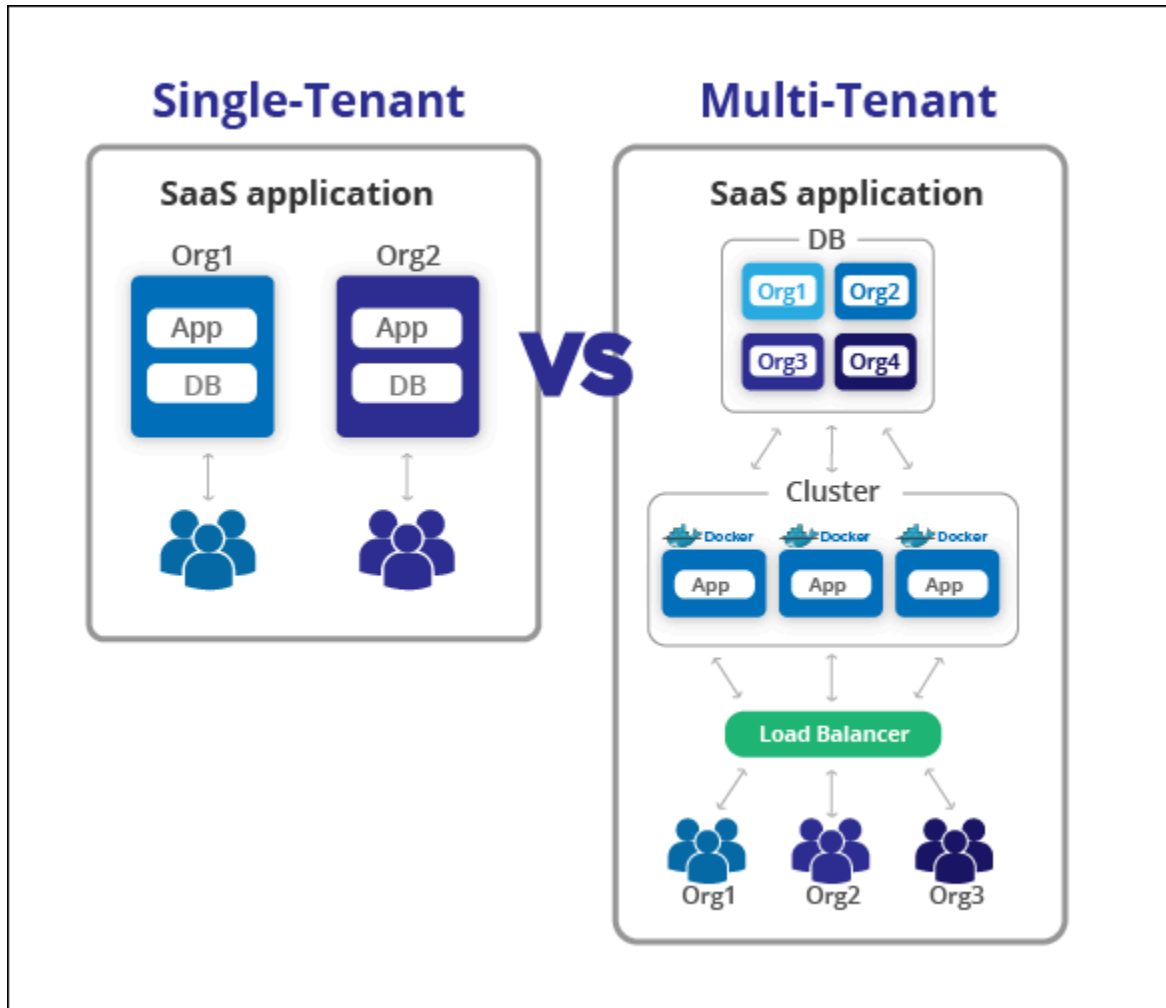 Single-Tenant
SaaS application
Org1 Org2
App App
DB DB
VS
Multi-Tenant
SaaS application
DB
Org1 Org2
Org3 Org4
Cluster
Docker Docker Docker
App App App
Load Balancer
Org1 Org2 Org3